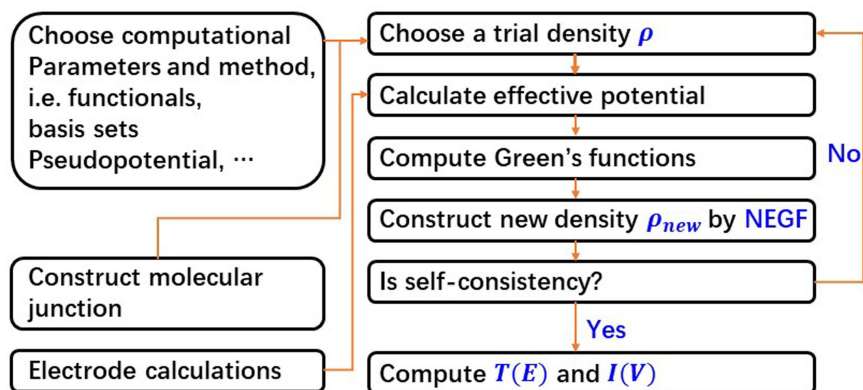 Choose computational
Parameters and method,
i.e. functionals,
basis sets
Pseudopotential, ⋯
Construct molecular
junction
Electrode calculations
Choose a trial density ρ
Calculate effective potential
Compute Green's functions
Construct new density ρ_new by NEGF
Is self-consistency?
No
Yes
Compute T(E) and I(V)